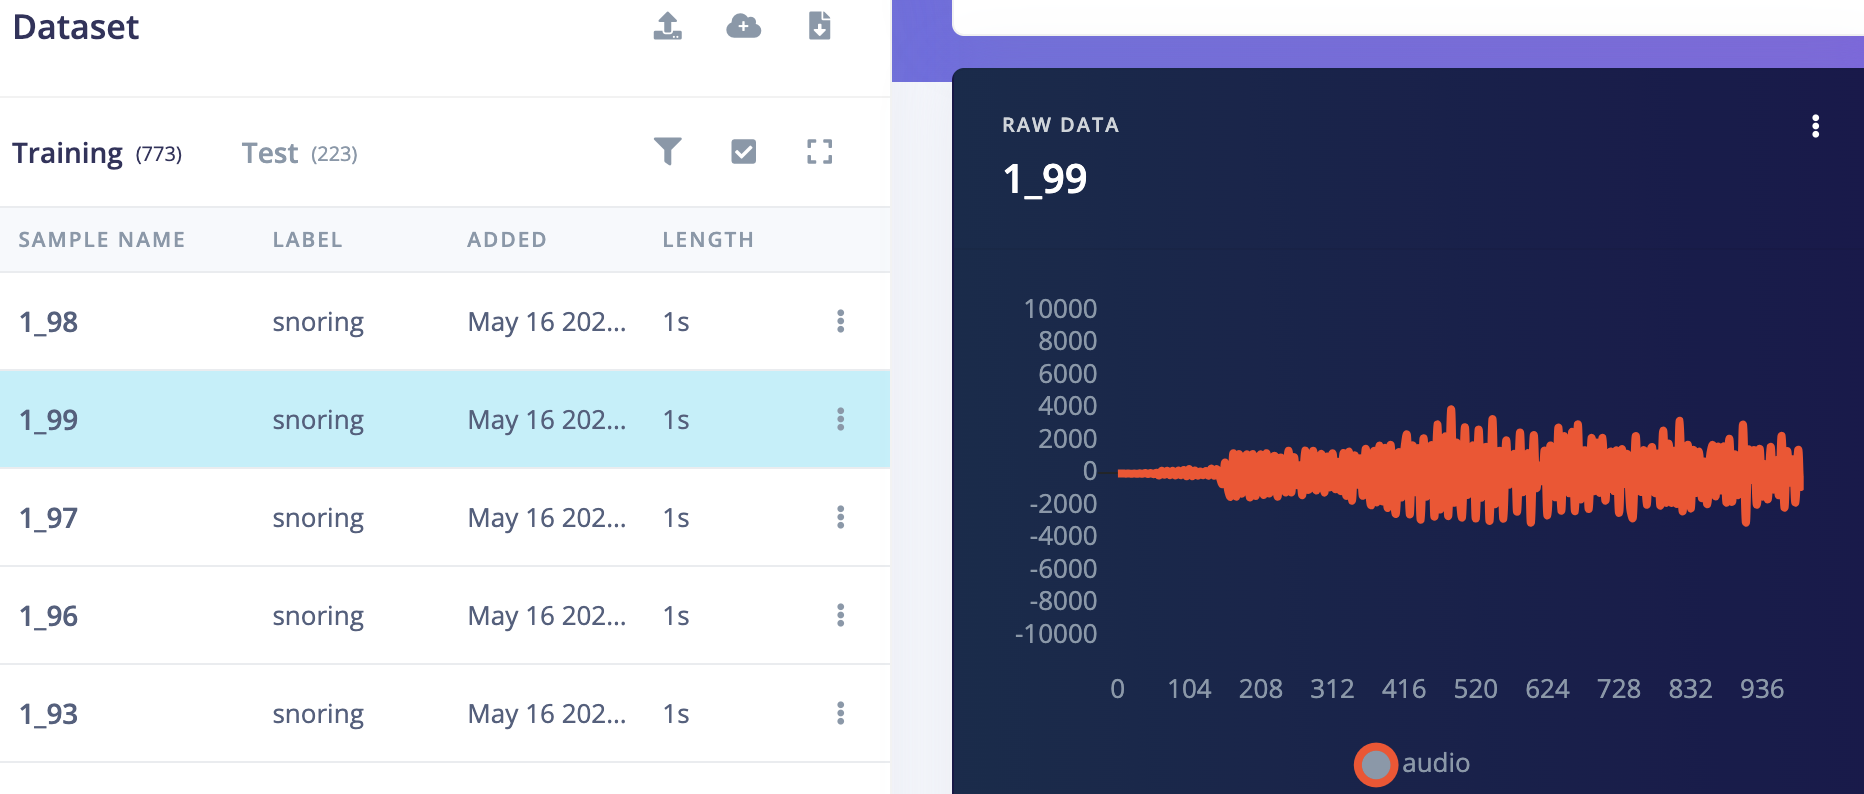 Dataset
Training (773) Test (223)
SAMPLE NAME LABEL ADDED LENGTH
1_98 snoring May 16 202... 1s
1_99 snoring May 16 202... 1s
1_97 snoring May 16 202... 1s
1_96 snoring May 16 202... 1s
1_93 snoring May 16 202... 1s
RAW DATA
1_99
10000
8000
6000
4000
2000
0
-2000
-4000
-6000
-8000
-10000
0 104 208 312 416 520 624 728 832 936
audio